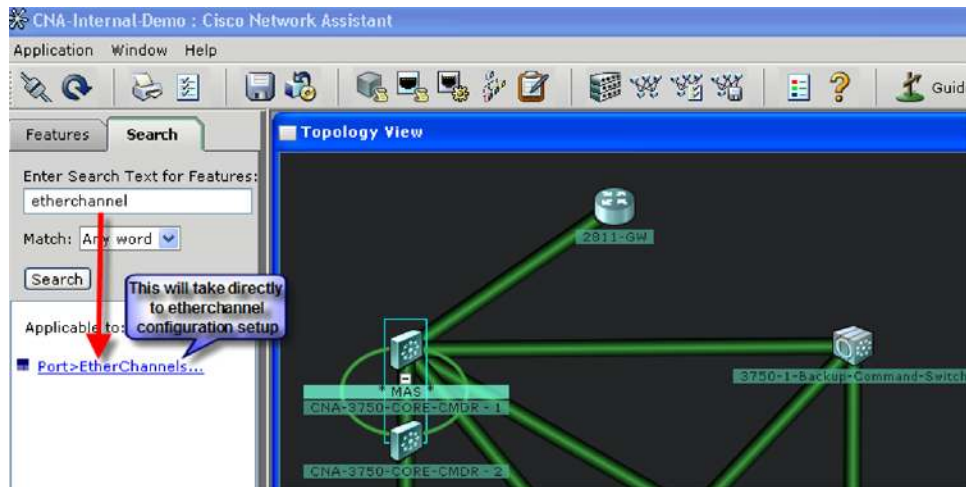 CNA-Internal-Demo : Cisco Network Assistant
Application Window Help
Guid
Features Search
Enter Search Text for Features:
etherchannel
Match: Any word
Search
Applicable to:
This will take directly
to etherchannel
configuration setup
Port>EtherChannels...
Topology View
2811-GW
* MAS *
CNA-3750-CORE-CMDR - 1
CNA-3750-CORE-CMDR - 2
3750-1-Backup-Command-Switch